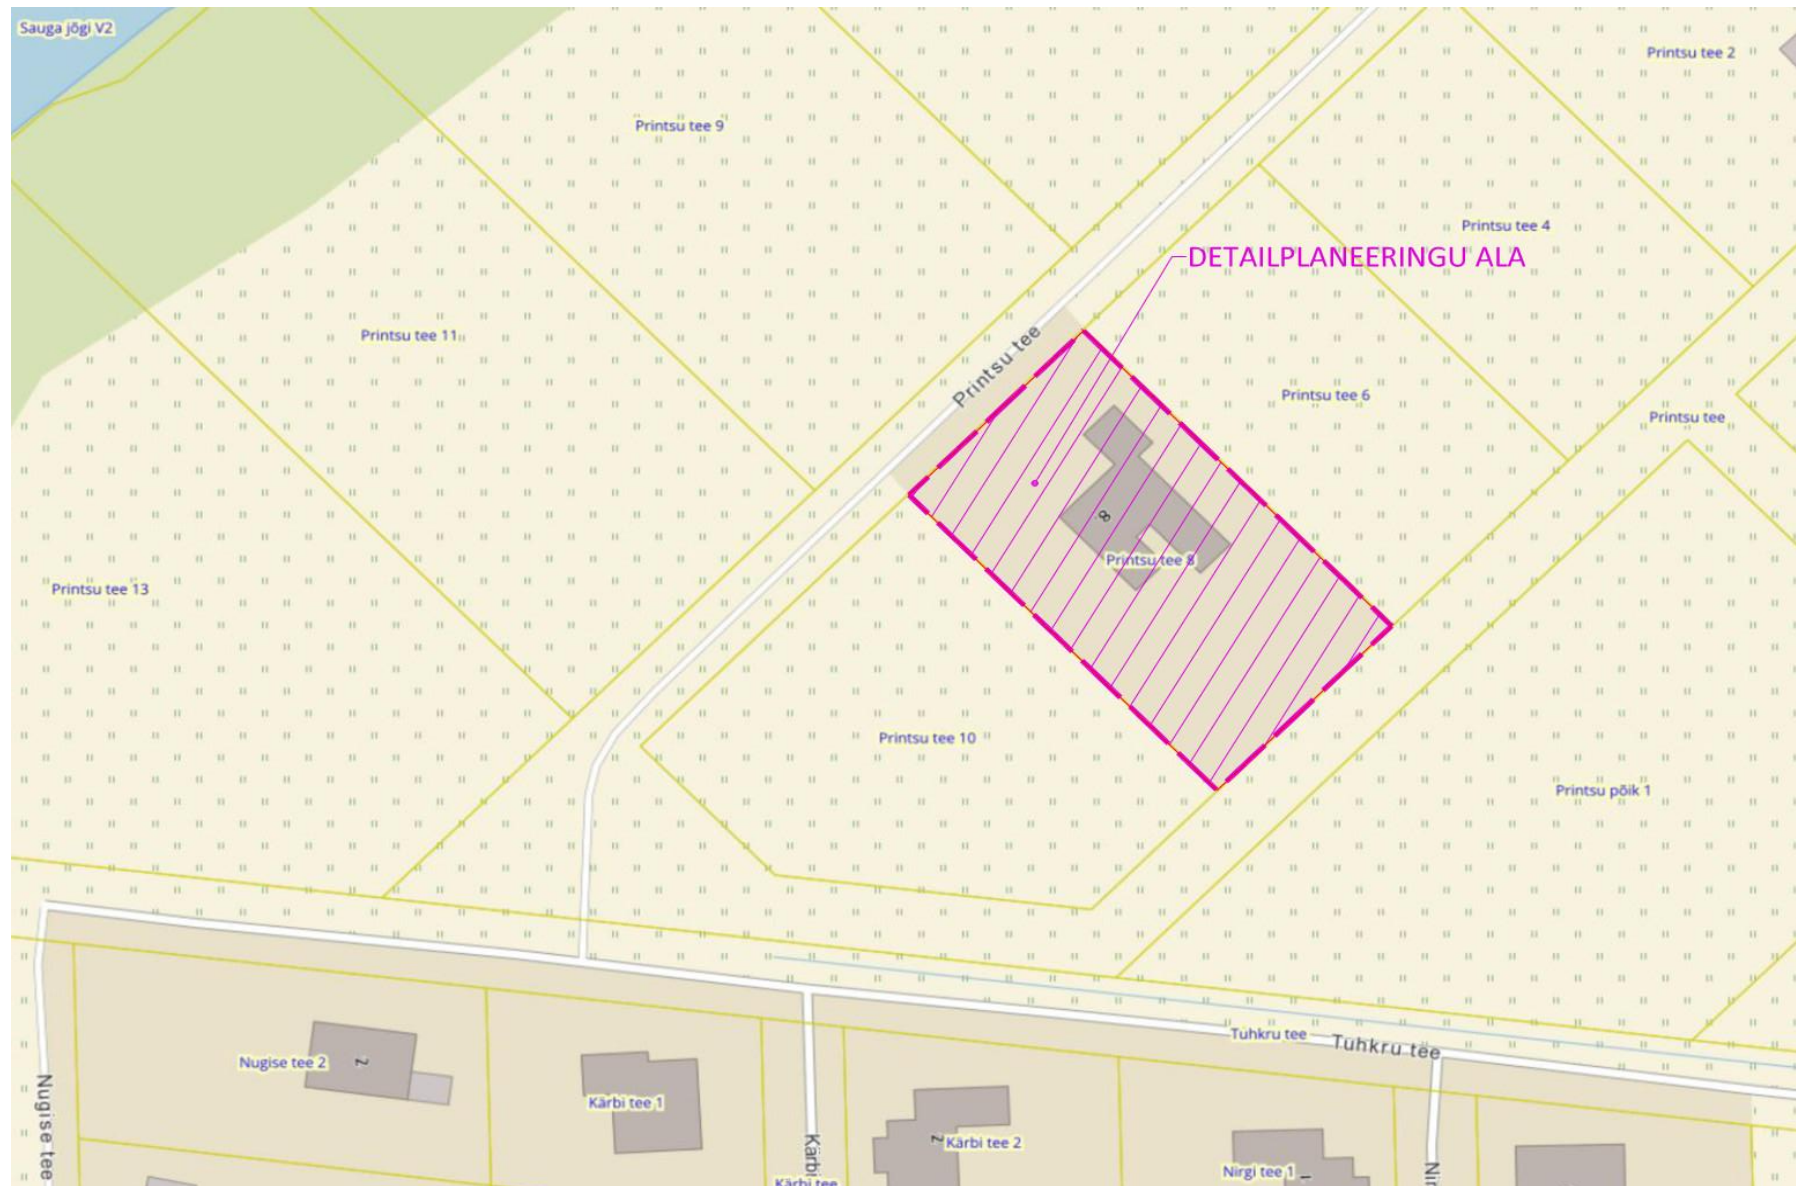 Sauga jõgi V2
Printsu tee 2
Printsu tee 9
Printsu tee 4
DETAILPLANEERINGU ALA
Printsu tee 11
Printsu tee
Printsu tee 6
Printsu tee
8
Printsu tee 8
Printsu tee 13
Printsu tee 10
Printsu põik 1
Tuhkru tee
Tuhkru tee
Nugise tee 2
2
Nugise tee
Kärbi tee 1
Kärbi tee 2
2
Kärbi
Kärbi tee
Nirgi tee 1
1